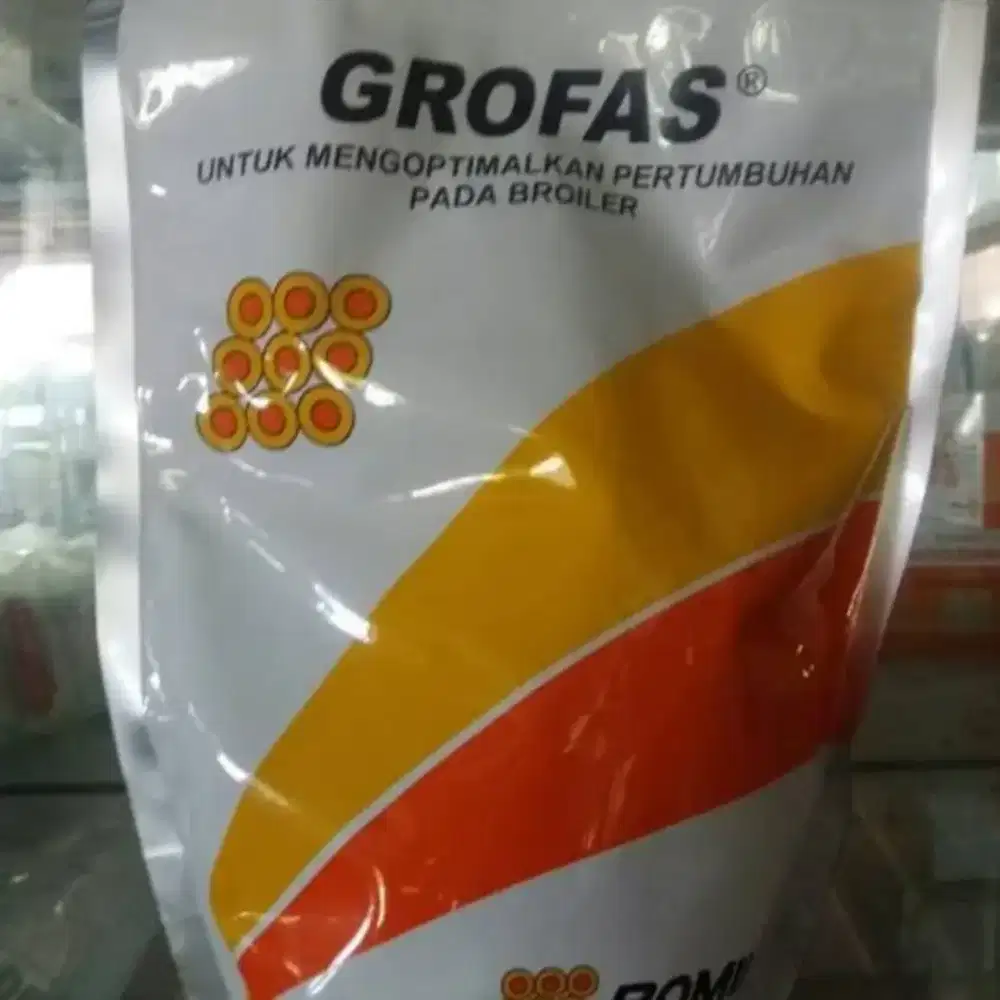 GROFAS®
UNTUK MENGOPTIMALKAN PERTUMBUHAN
PADA BROILER